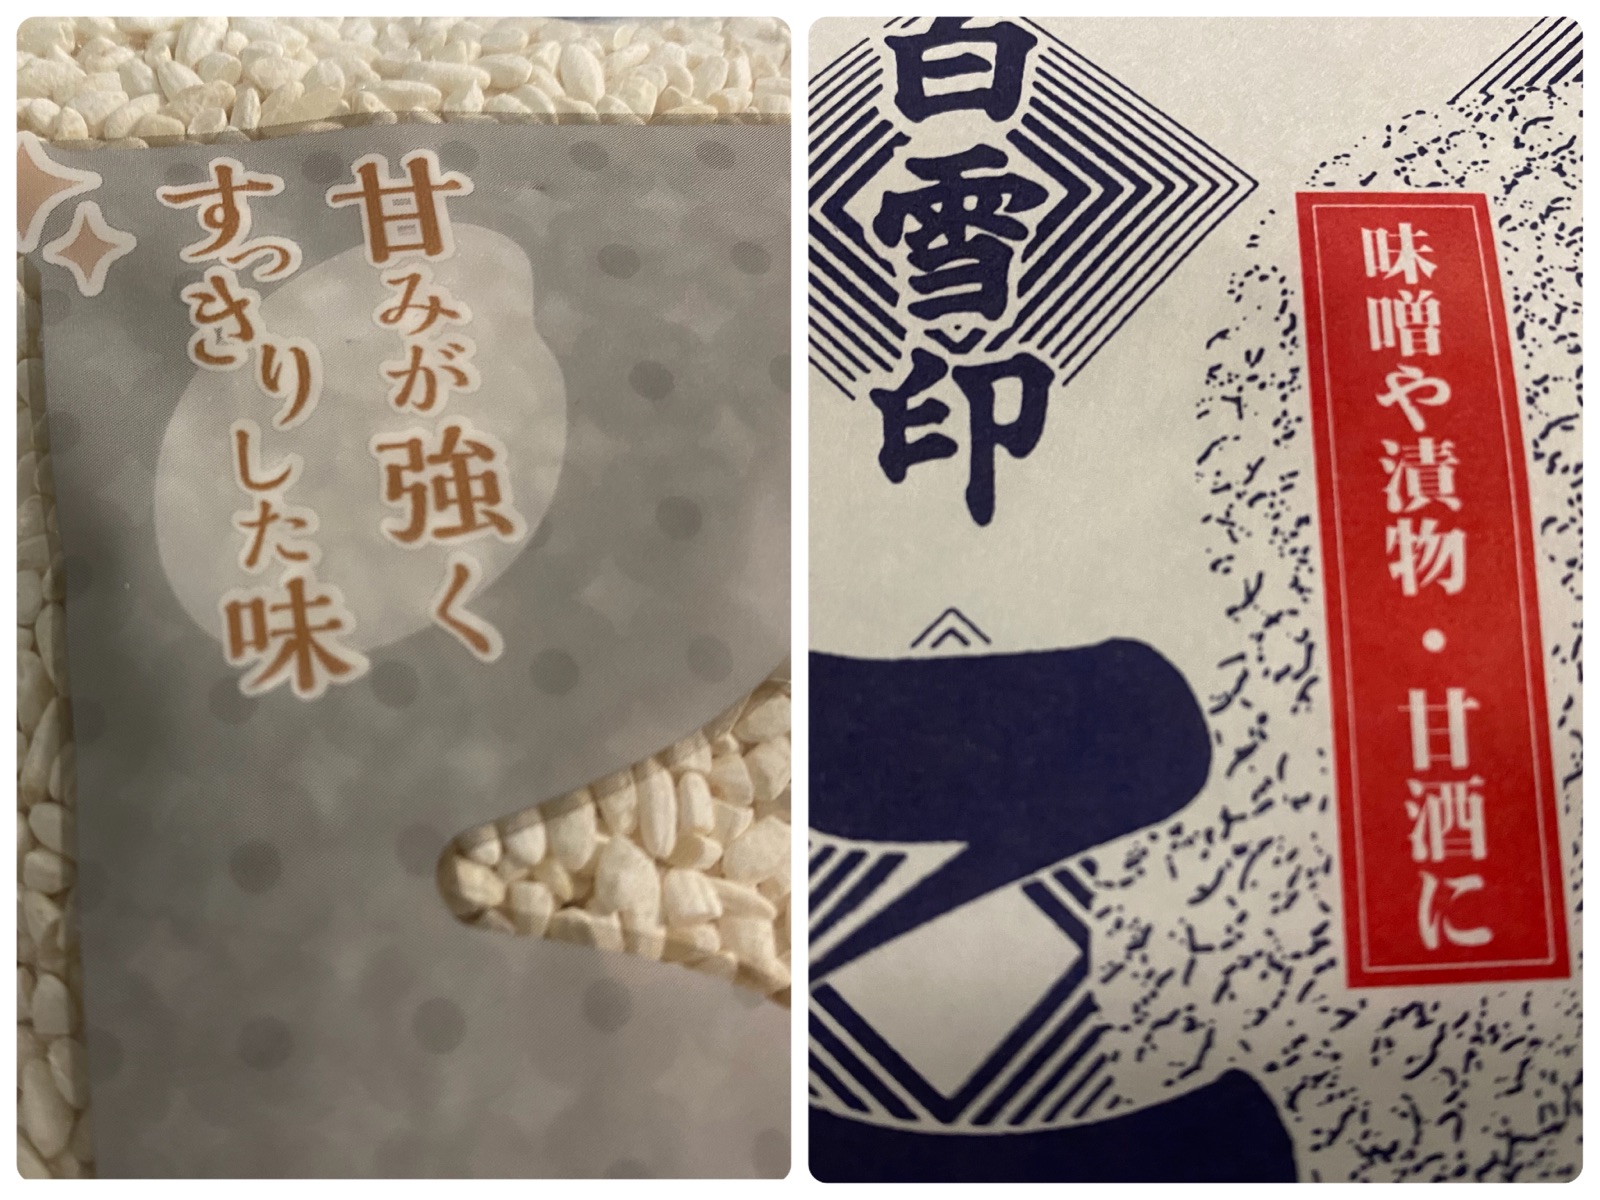 甘みが強く
すっきりした味
味噌や漬物・甘酒に
白雪印